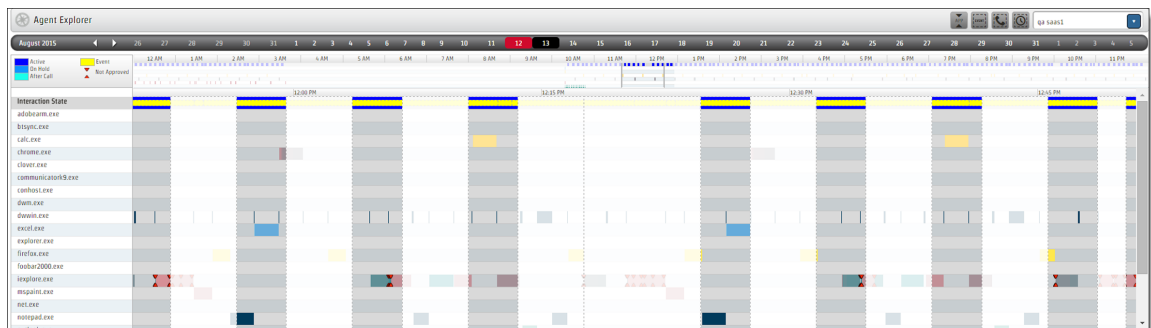 Agent Explorer
qa saas1
August 2015 26 27 28 29 30 31 1 2 3 4 5 6 7 8 9 10 11 12 13 14 15 16 17 18 19 20 21 22 23 24 25 26 27 28 29 30 31 1 2 3 4 5
12 AM 1 AM 2 AM 3 AM 4 AM 5 AM 6 AM 7 AM 8 AM 9 AM 10 AM 11 AM 12 PM 1 PM 2 PM 3 PM 4 PM 5 PM 6 PM 7 PM 8 PM 9 PM 10 PM 11 PM
Active Event
On Hold Not Approved
After Call
12:00 PM 12:15 PM 12:30 PM 12:45 PM
Interaction State
adobearm.exe
btsync.exe
calc.exe
chrome.exe
clover.exe
communicatork9.exe
conhost.exe
dwm.exe
dwwin.exe
excel.exe
explorer.exe
firefox.exe
foobar2000.exe
iexplore.exe
mspaint.exe
net.exe
notepad.exe